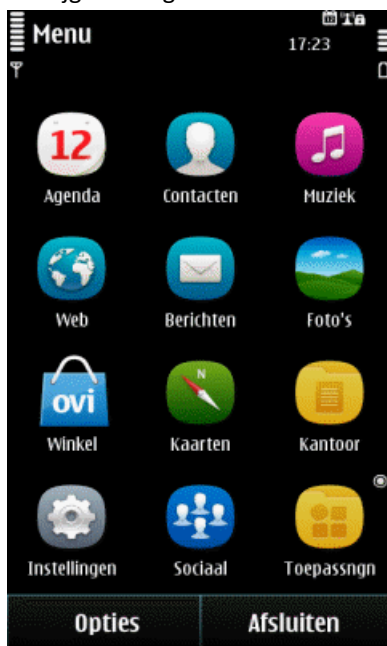 Menu
17:23
12
Agenda
Contacten
Muziek
Web
Berichten
Foto's
ovi
N
Winkel
Kaarten
Kantoor
Instellingen
Sociaal
Toepassngn
Opties
Afsluiten